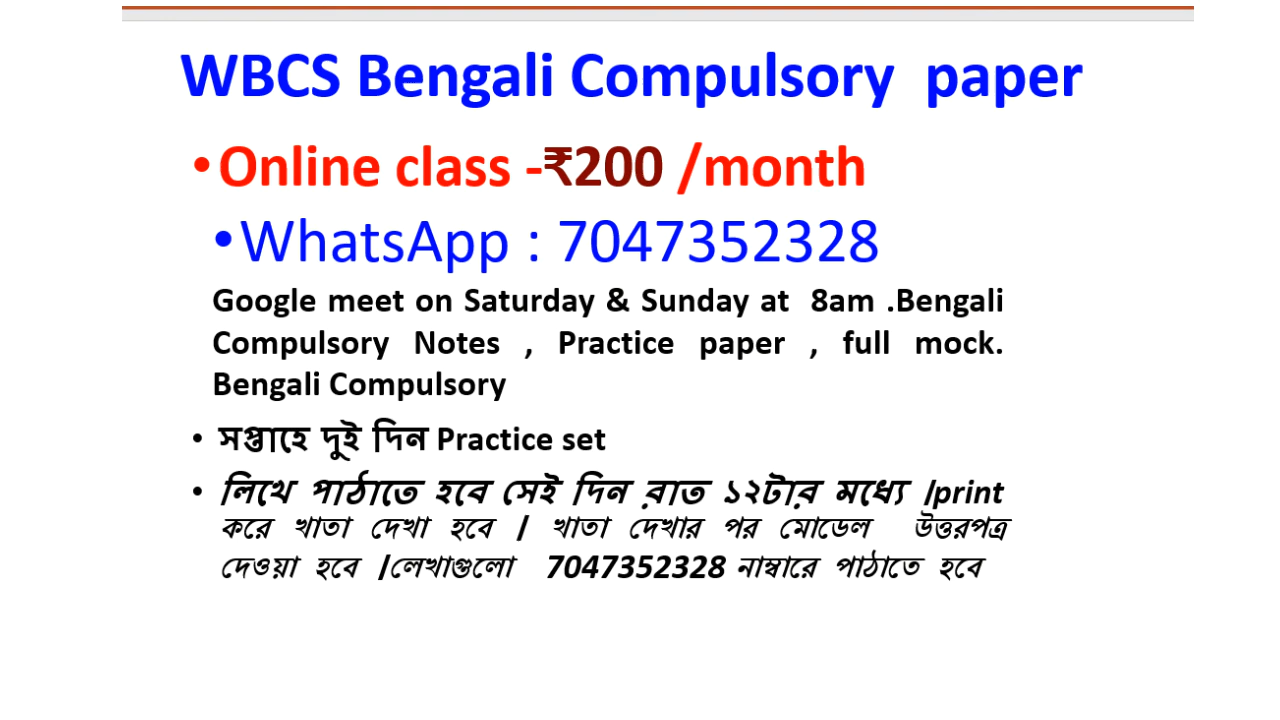 WBCS Bengali Compulsory paper
•Online class -₹200 /month
•WhatsApp : 7047352328
Google meet on Saturday & Sunday at 8am .Bengali
Compulsory Notes , Practice paper , full mock.
Bengali Compulsory
• সপ্তাহে দুই দিন Practice set
• লিখে পাঠাতে হবে সেই দিন রাত ১২টার মধ্যে /print
করে খাতা দেখা হবে / খাতা দেখার পর মোডেল উত্তরপত্র
দেওয়া হবে /লেখাগুলো 7047352328 নাম্বারে পাঠাতে হবে